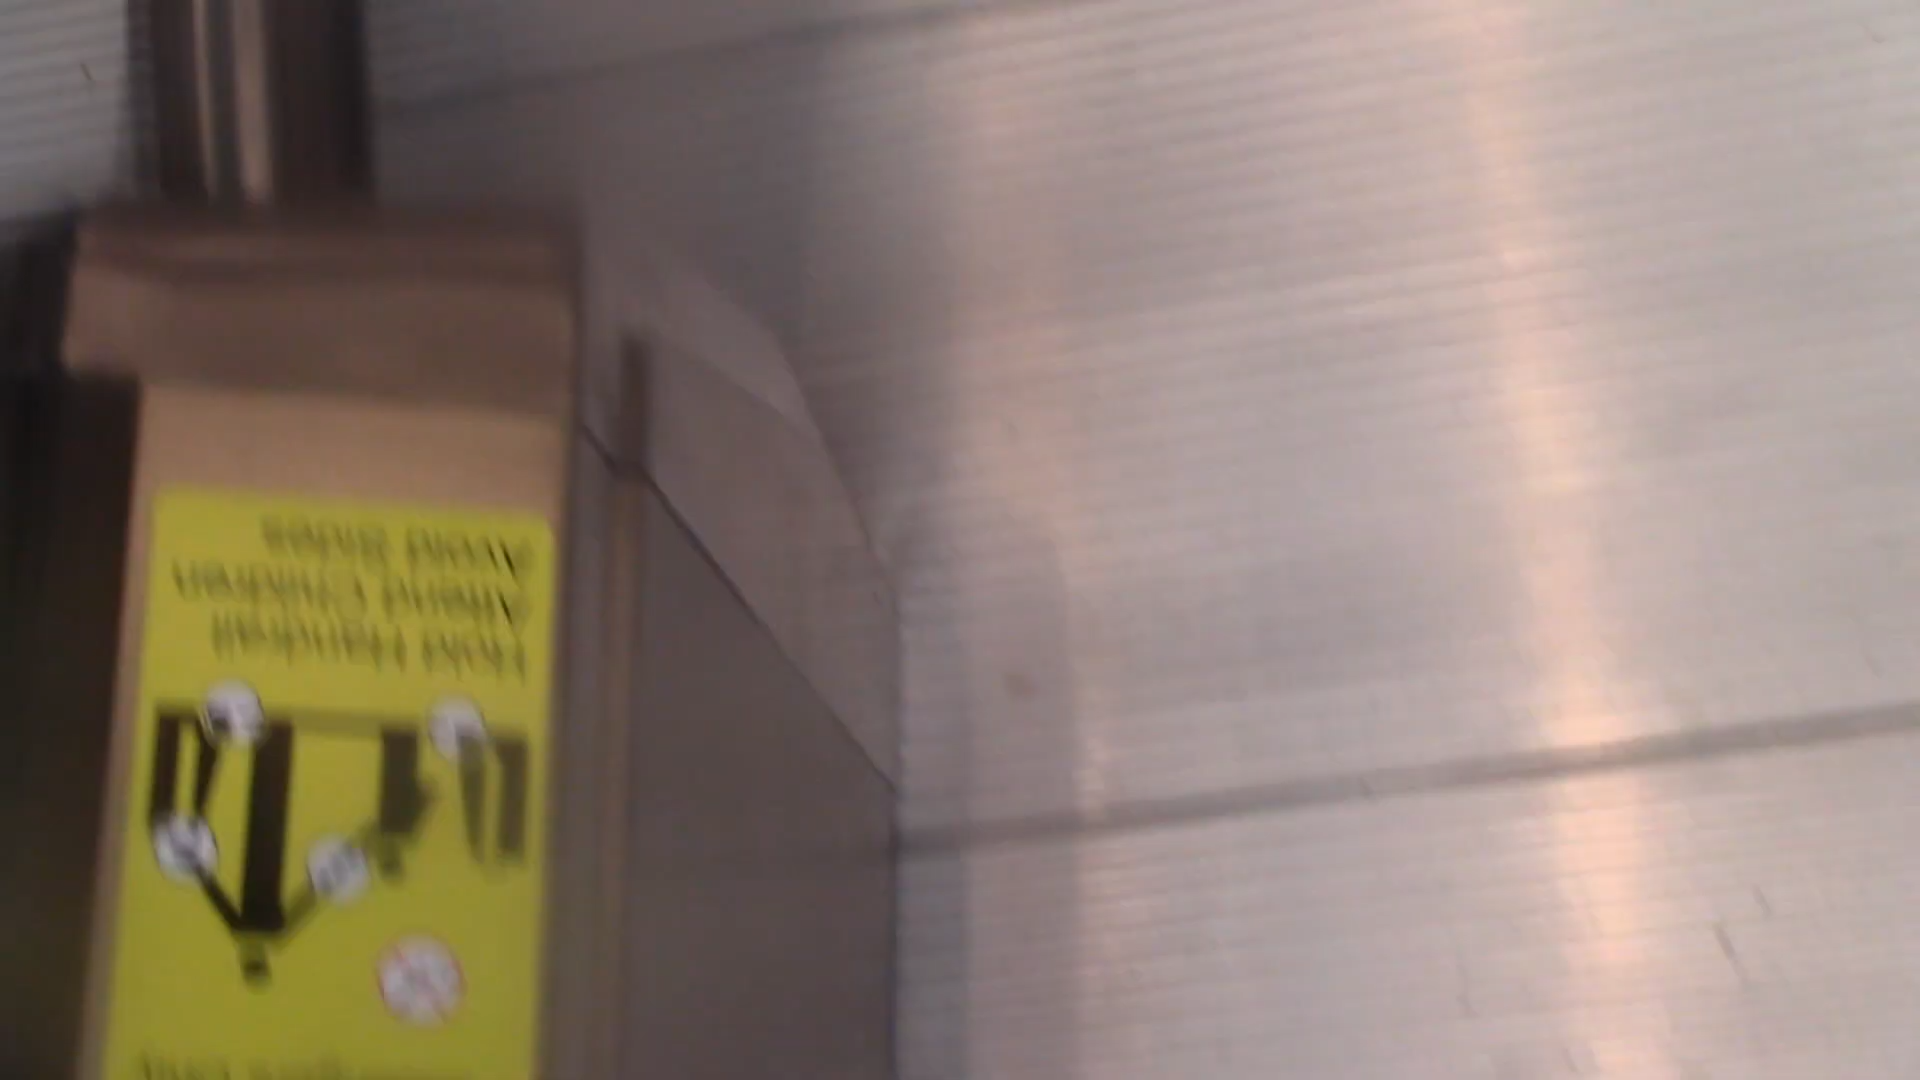 Hold Handrail
Attend Children
Avoid Sides